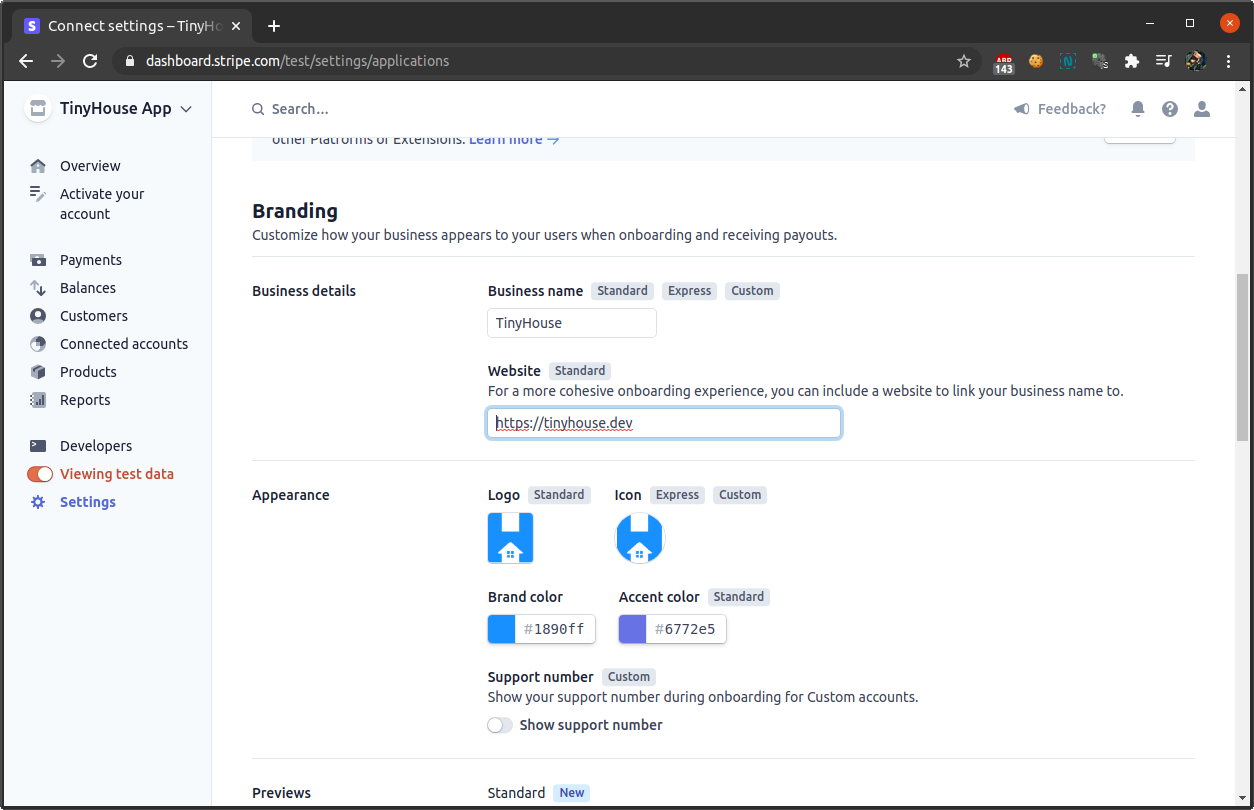 S Connect settings – TinyHo
dashboard.stripe.com/test/settings/applications
ABP
143
N
TinyHouse App
Search...
Feedback?
other Platforms or Extensions. Learn more →
Overview
Activate your
account
Payments
Balances
Customers
Connected accounts
Products
Reports
Developers
Viewing test data
Settings
Branding
Customize how your business appears to your users when onboarding and receiving payouts.
Business details
Business name Standard Express Custom
TinyHouse
Website Standard
For a more cohesive onboarding experience, you can include a website to link your business name to.
https://tinyhouse.dev
Appearance
Logo Standard Icon Express Custom
Brand color Accent color Standard
#1890ff #6772e5
Support number Custom
Show your support number during onboarding for Custom accounts.
Show support number
Previews
Standard New